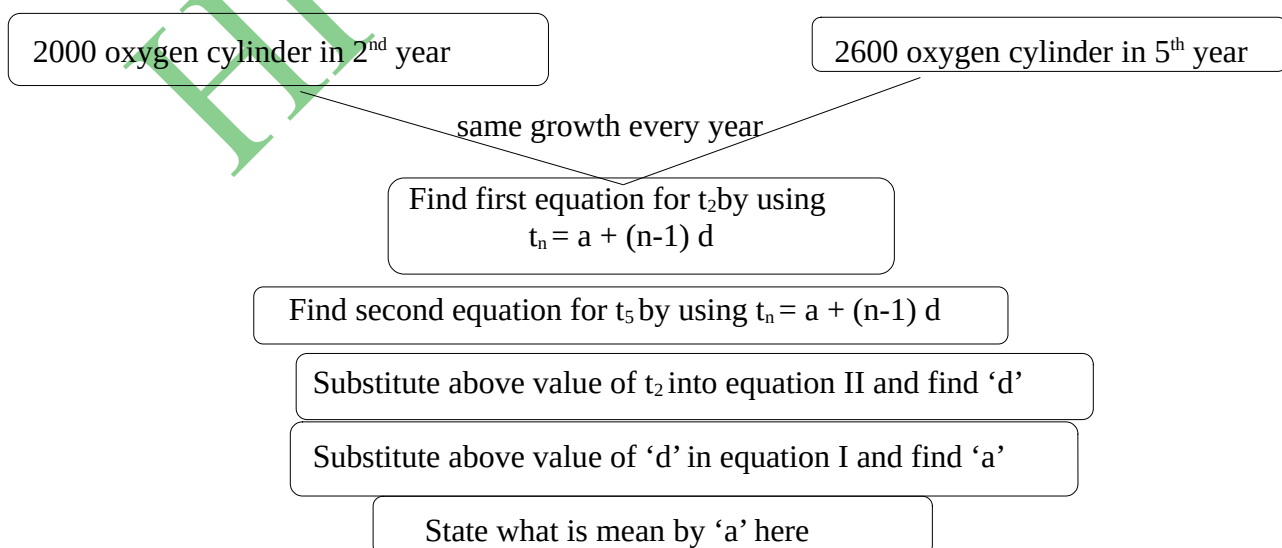 2000 oxygen cylinder in 2nd year
2600 oxygen cylinder in 5th year
same growth every year
Find first equation for t2by using
tn = a + (n-1) d
Find second equation for t5 by using tn = a + (n-1) d
Substitute above value of t2 into equation II and find ‘d’
Substitute above value of ‘d’ in equation I and find ‘a’
State what is mean by ‘a’ here